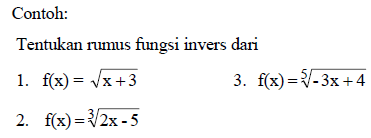 Contoh:
Tentukan rumus fungsi invers dari
1. f(x) = √x + 3
3. f(x) = ⁵√-3x + 4
2. f(x) = ³√2x - 5